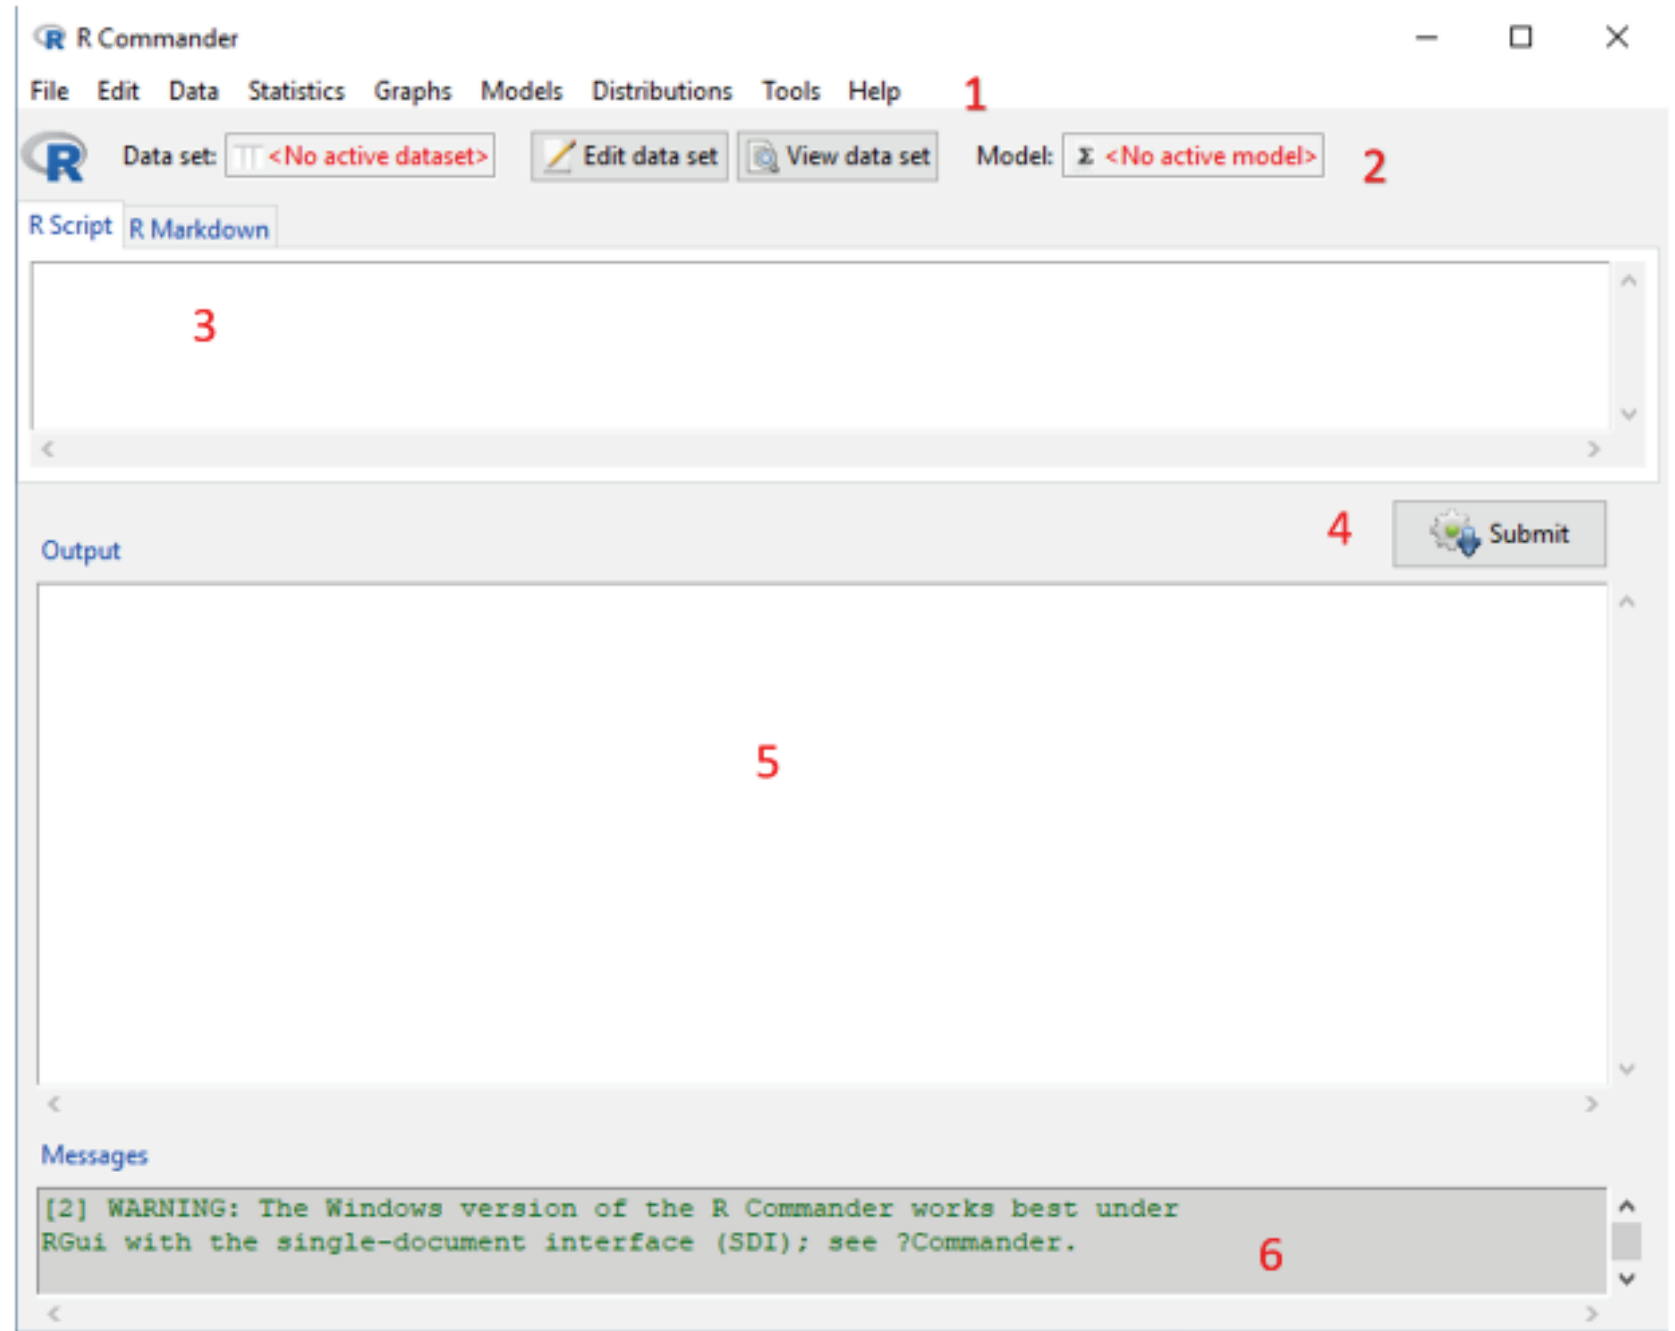 R R Commander
File Edit Data Statistics Graphs Models Distributions Tools Help 1
R Data set: <No active dataset> Edit data set View data set Model: Σ <No active model> 2
R Script R Markdown
3
4 Submit
Output
5
Messages
[2] WARNING: The Windows version of the R Commander works best under
RGui with the single-document interface (SDI); see ?Commander.
6